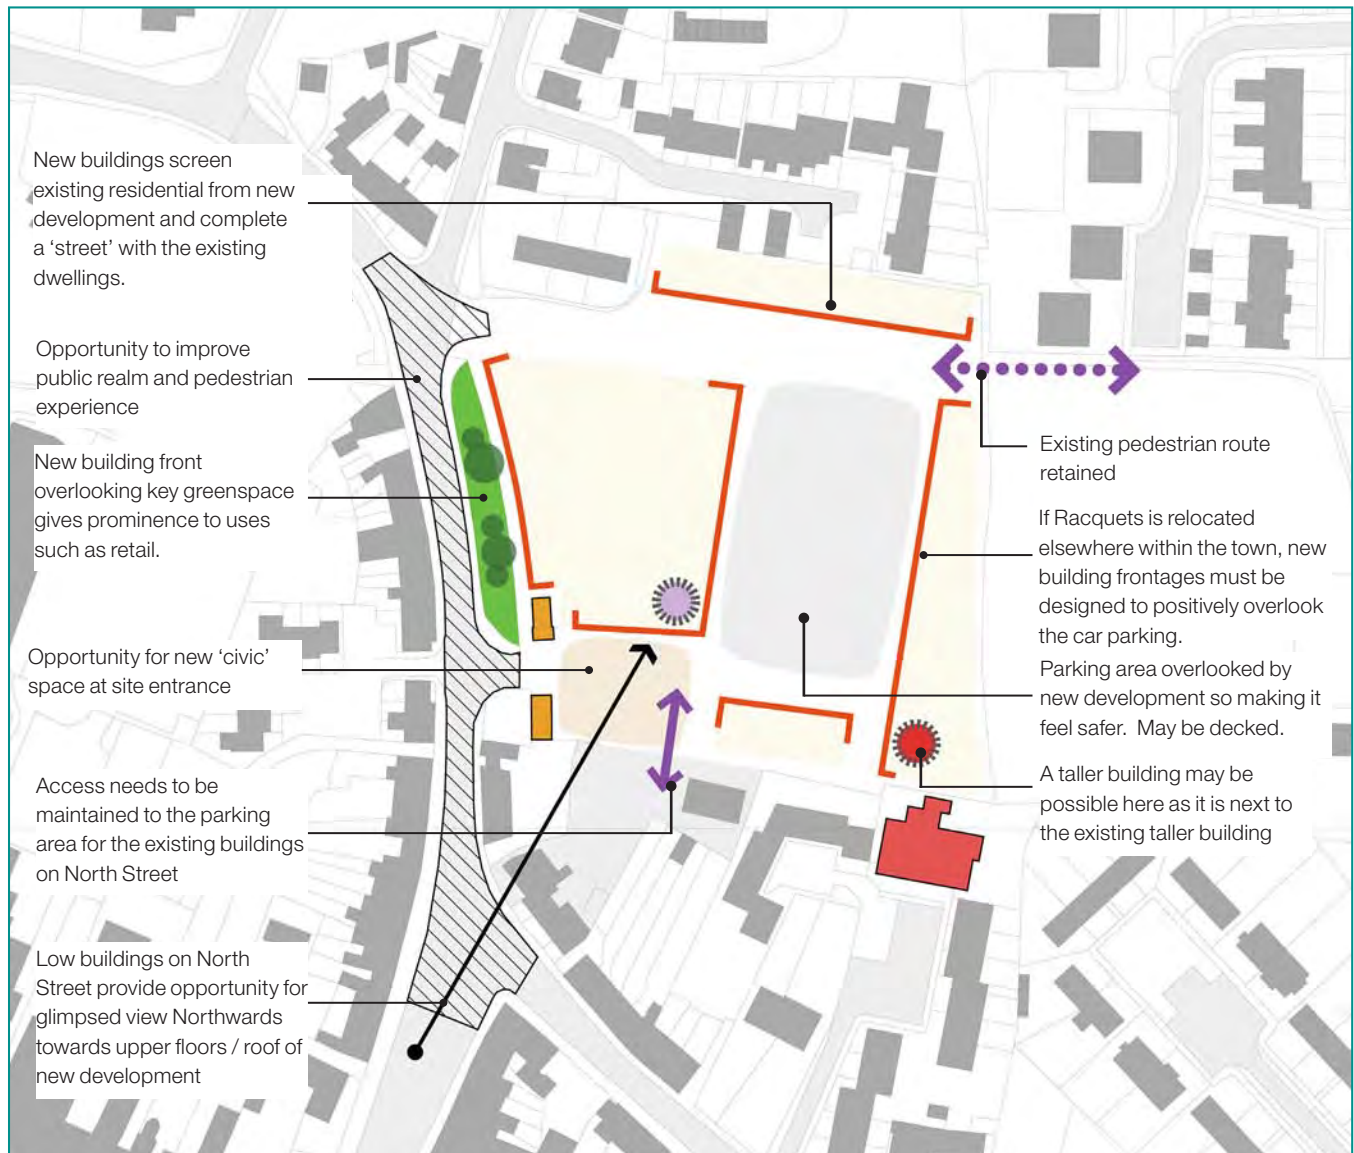 New buildings screen
existing residential from new
development and complete
a ‘street’ with the existing
dwellings.
Opportunity to improve
public realm and pedestrian
experience
New building front
overlooking key greenspace
gives prominence to uses
such as retail.
Opportunity for new ‘civic’
space at site entrance
Access needs to be
maintained to the parking
area for the existing buildings
on North Street
Low buildings on North
Street provide opportunity for
glimpsed view Northwards
towards upper floors / roof of
new development
Existing pedestrian route
retained
If Racquets is relocated
elsewhere within the town, new
building frontages must be
designed to positively overlook
the car parking.
Parking area overlooked by
new development so making it
feel safer.  May be decked.
A taller building may be
possible here as it is next to
the existing taller building